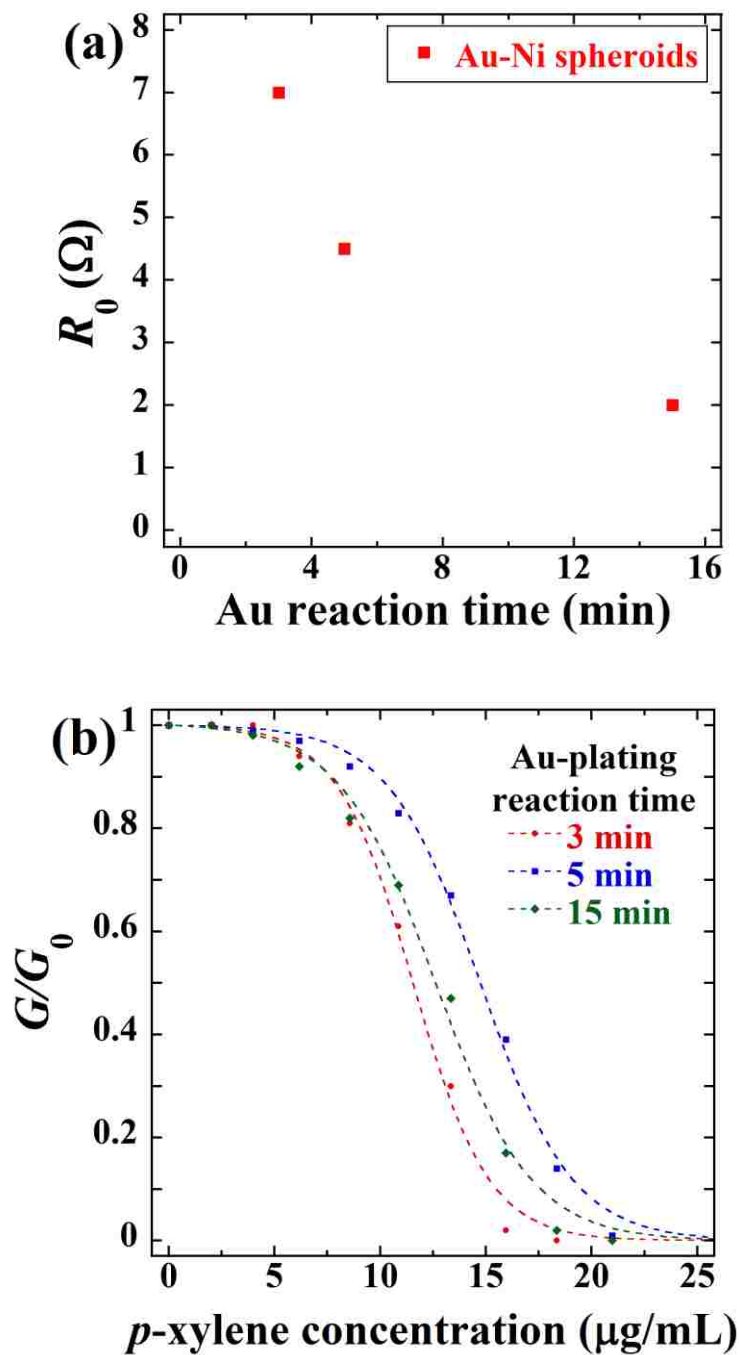 (a)
Au-Ni spheroids
8
7
6
5
4
3
2
1
0
R₀ (Ω)
0 4 8 12 16
Au reaction time (min)
(b)
Au-plating
reaction time
3 min
5 min
15 min
1
0.8
0.6
0.4
0.2
0
G/G₀
0 5 10 15 20 25
p-xylene concentration (μg/mL)